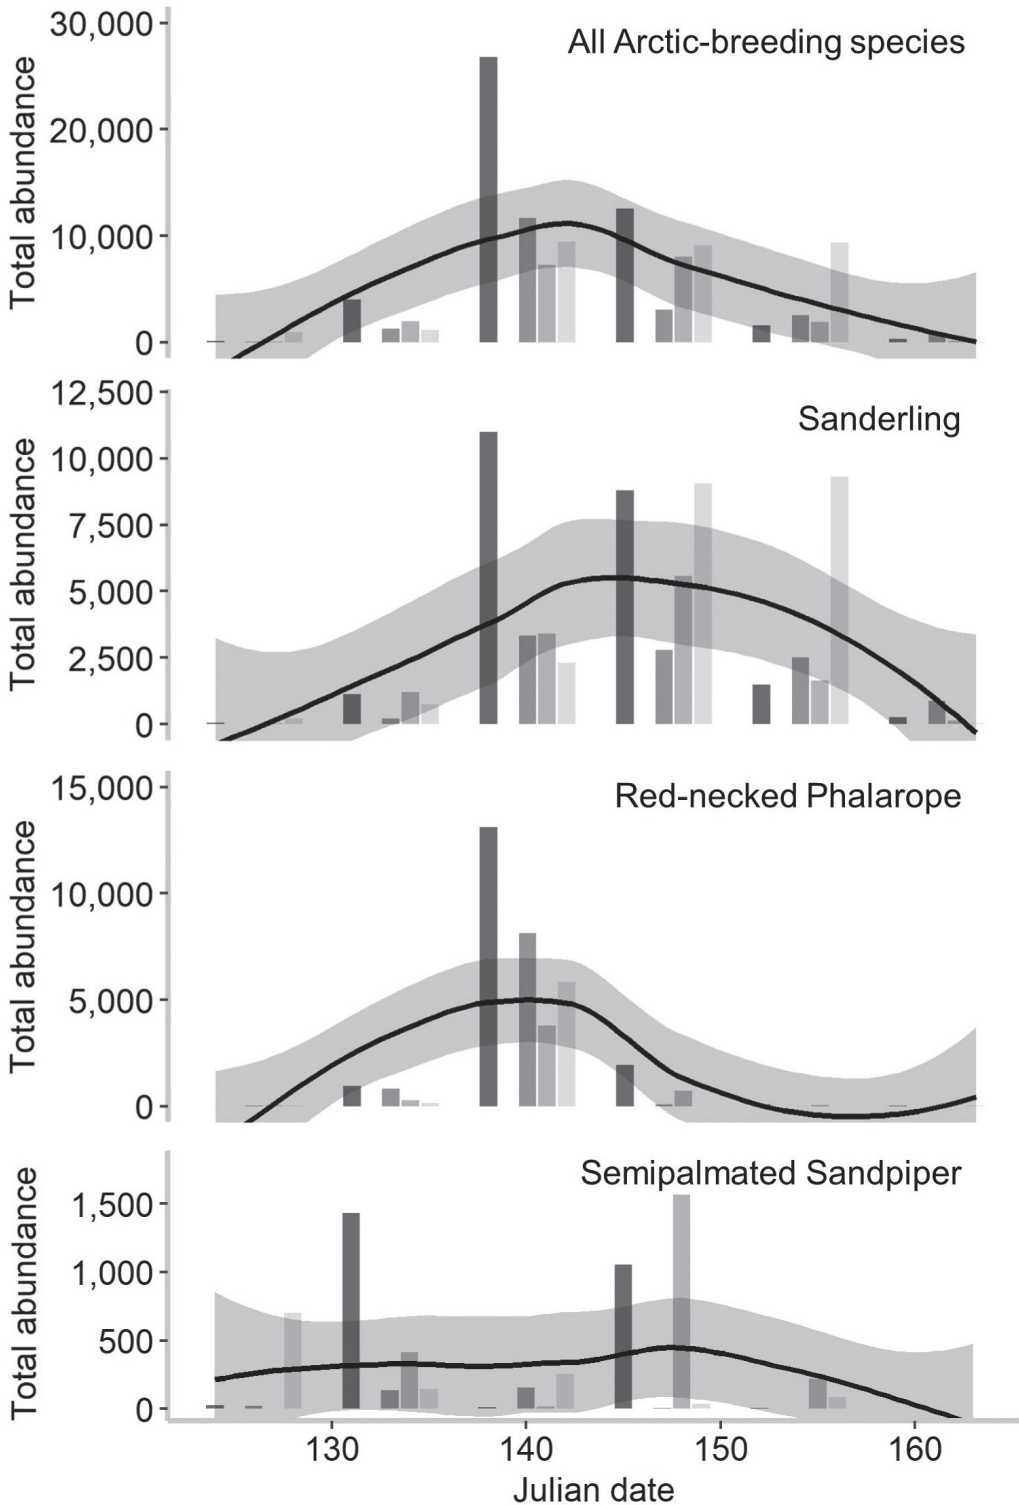 All Arctic-breeding species
Total abundance
30,000
20,000
10,000
0
Sanderling
Total abundance
12,500
10,000
7,500
5,000
2,500
0
Red-necked Phalarope
Total abundance
15,000
10,000
5,000
0
Semipalmated Sandpiper
Total abundance
1,500
1,000
500
0
130 140 150 160
Julian date